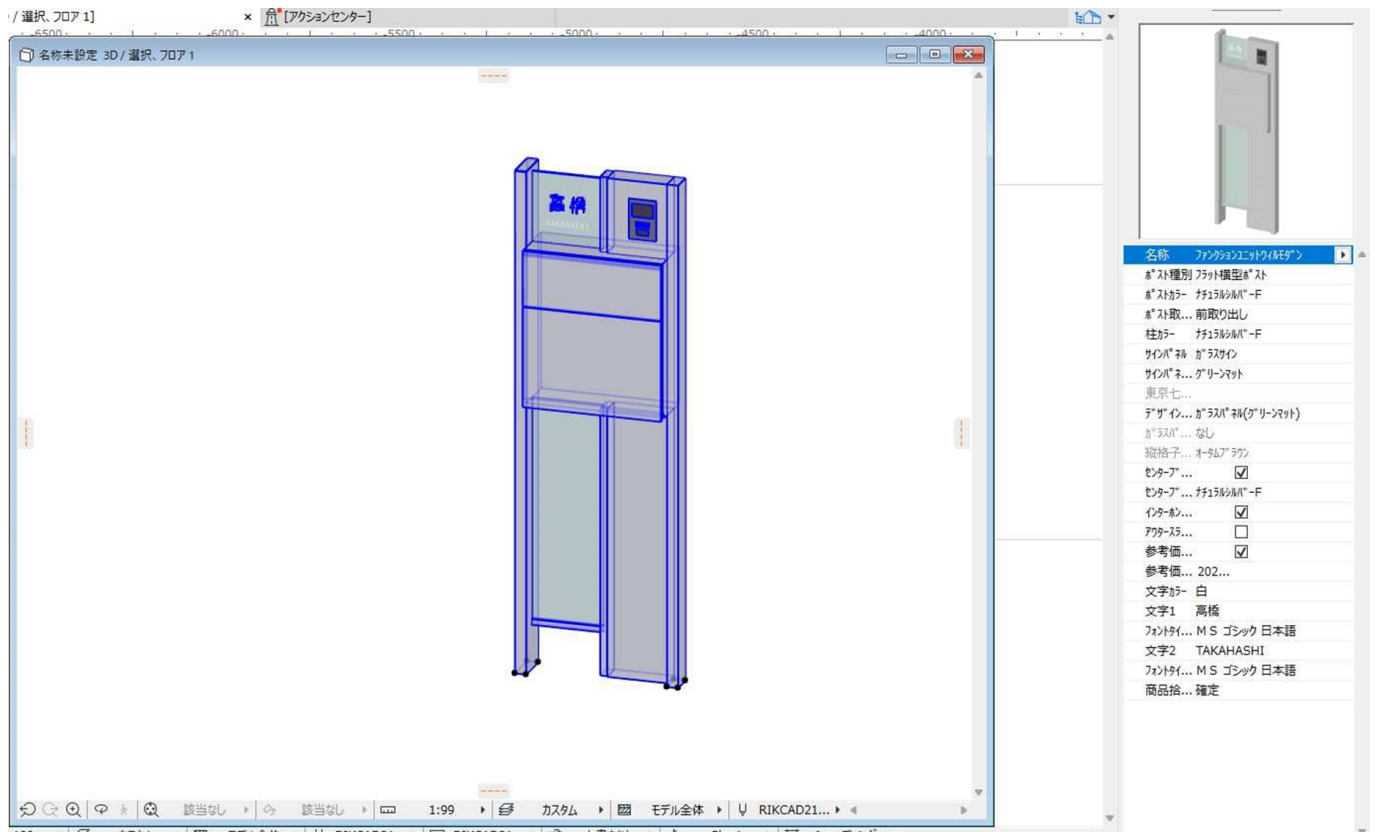 / 選択、フロア 1]
[アクションセンター]
-6500
-6000
-5500
-5000
-4500
-4000
名称未設定 3D / 選択、フロア 1
高橋
TAKAHASHI
名称 ﾌｧﾝｸｼｮﾝﾕﾆｯﾄｳｨﾙﾓﾀﾞﾝ
ﾎﾟｽﾄ種別 ﾌﾗｯﾄ横型ﾎﾟｽﾄ
ﾎﾟｽﾄｶﾗｰ ﾅﾁｭﾗﾙｼﾙﾊﾞｰF
ﾎﾟｽﾄ取... 前取り出し
柱ｶﾗｰ ﾅﾁｭﾗﾙｼﾙﾊﾞｰF
ｻｲﾝﾊﾟﾈﾙ ｶﾞﾗｽｻｲﾝ
ｻｲﾝﾊﾟﾈ... ｸﾞﾘｰﾝﾏｯﾄ
東京七...
ﾃﾞｻﾞｲﾝ... ｶﾞﾗｽﾊﾟﾈﾙ(ｸﾞﾘｰﾝﾏｯﾄ)
ｶﾞﾗｽﾊﾟ... なし
縦格子... ｵｰﾀﾑﾌﾞﾗｳﾝ
ｾﾝﾀｰﾌﾞ...
ｾﾝﾀｰﾌﾞ... ﾅﾁｭﾗﾙｼﾙﾊﾞｰF
ｲﾝﾀｰﾎﾝ...
ｱｳﾀｰｽﾗ...
参考価...
参考価... 202...
文字ｶﾗｰ 白
文字1 高橋
ﾌｫﾝﾄﾀｲ... ＭＳ ゴシック 日本語
文字2 TAKAHASHI
ﾌｫﾝﾄﾀｲ... ＭＳ ゴシック 日本語
商品拾... 確定
該当なし 該当なし 1:99 カスタム モデル全体 RIKCAD21...